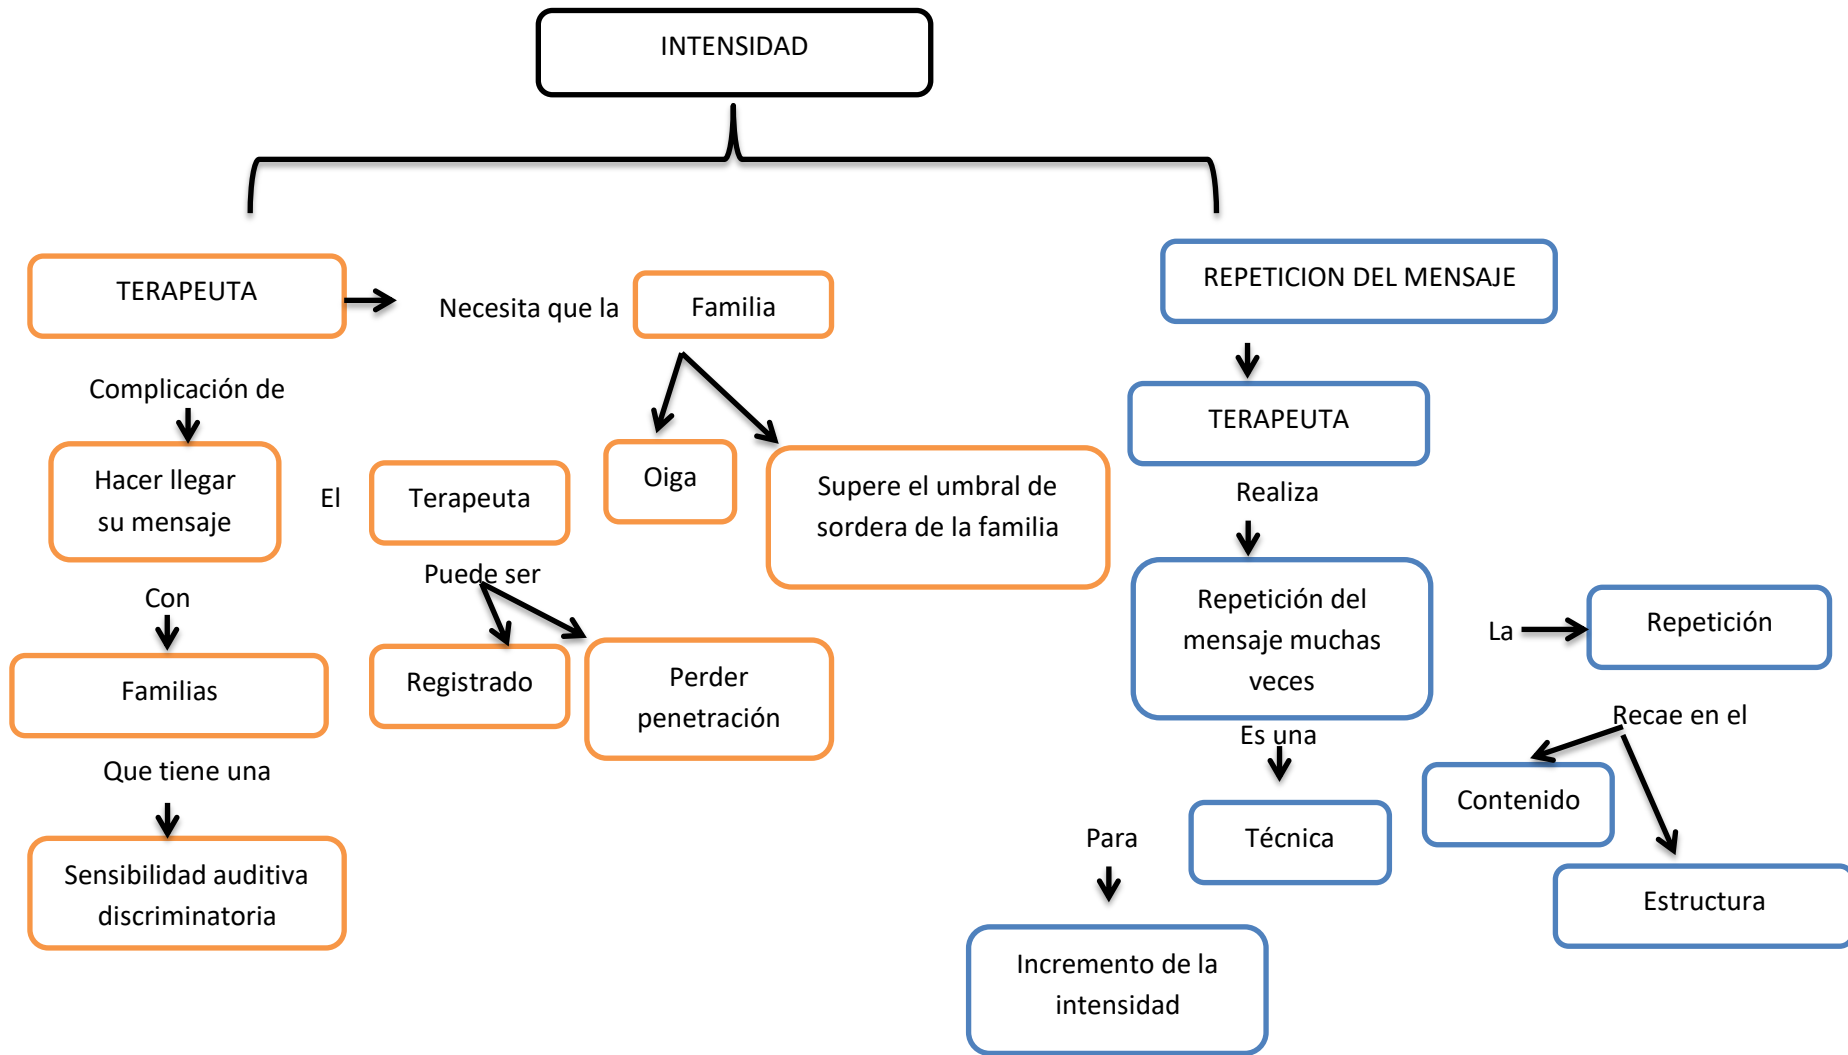 INTENSIDAD
TERAPEUTA
Necesita que la
Familia
Complicación de
Hacer llegar
su mensaje
El
Terapeuta
Oiga
Supere el umbral de
sordera de la familia
Con
Puede ser
Familias
Registrado
Perder
penetración
Que tiene una
Sensibilidad auditiva
discriminatoria
REPETICION DEL MENSAJE
TERAPEUTA
Realiza
Repetición del
mensaje muchas
veces
La
Repetición
Es una
Recae en el
Técnica
Contenido
Estructura
Para
Incremento de la
intensidad